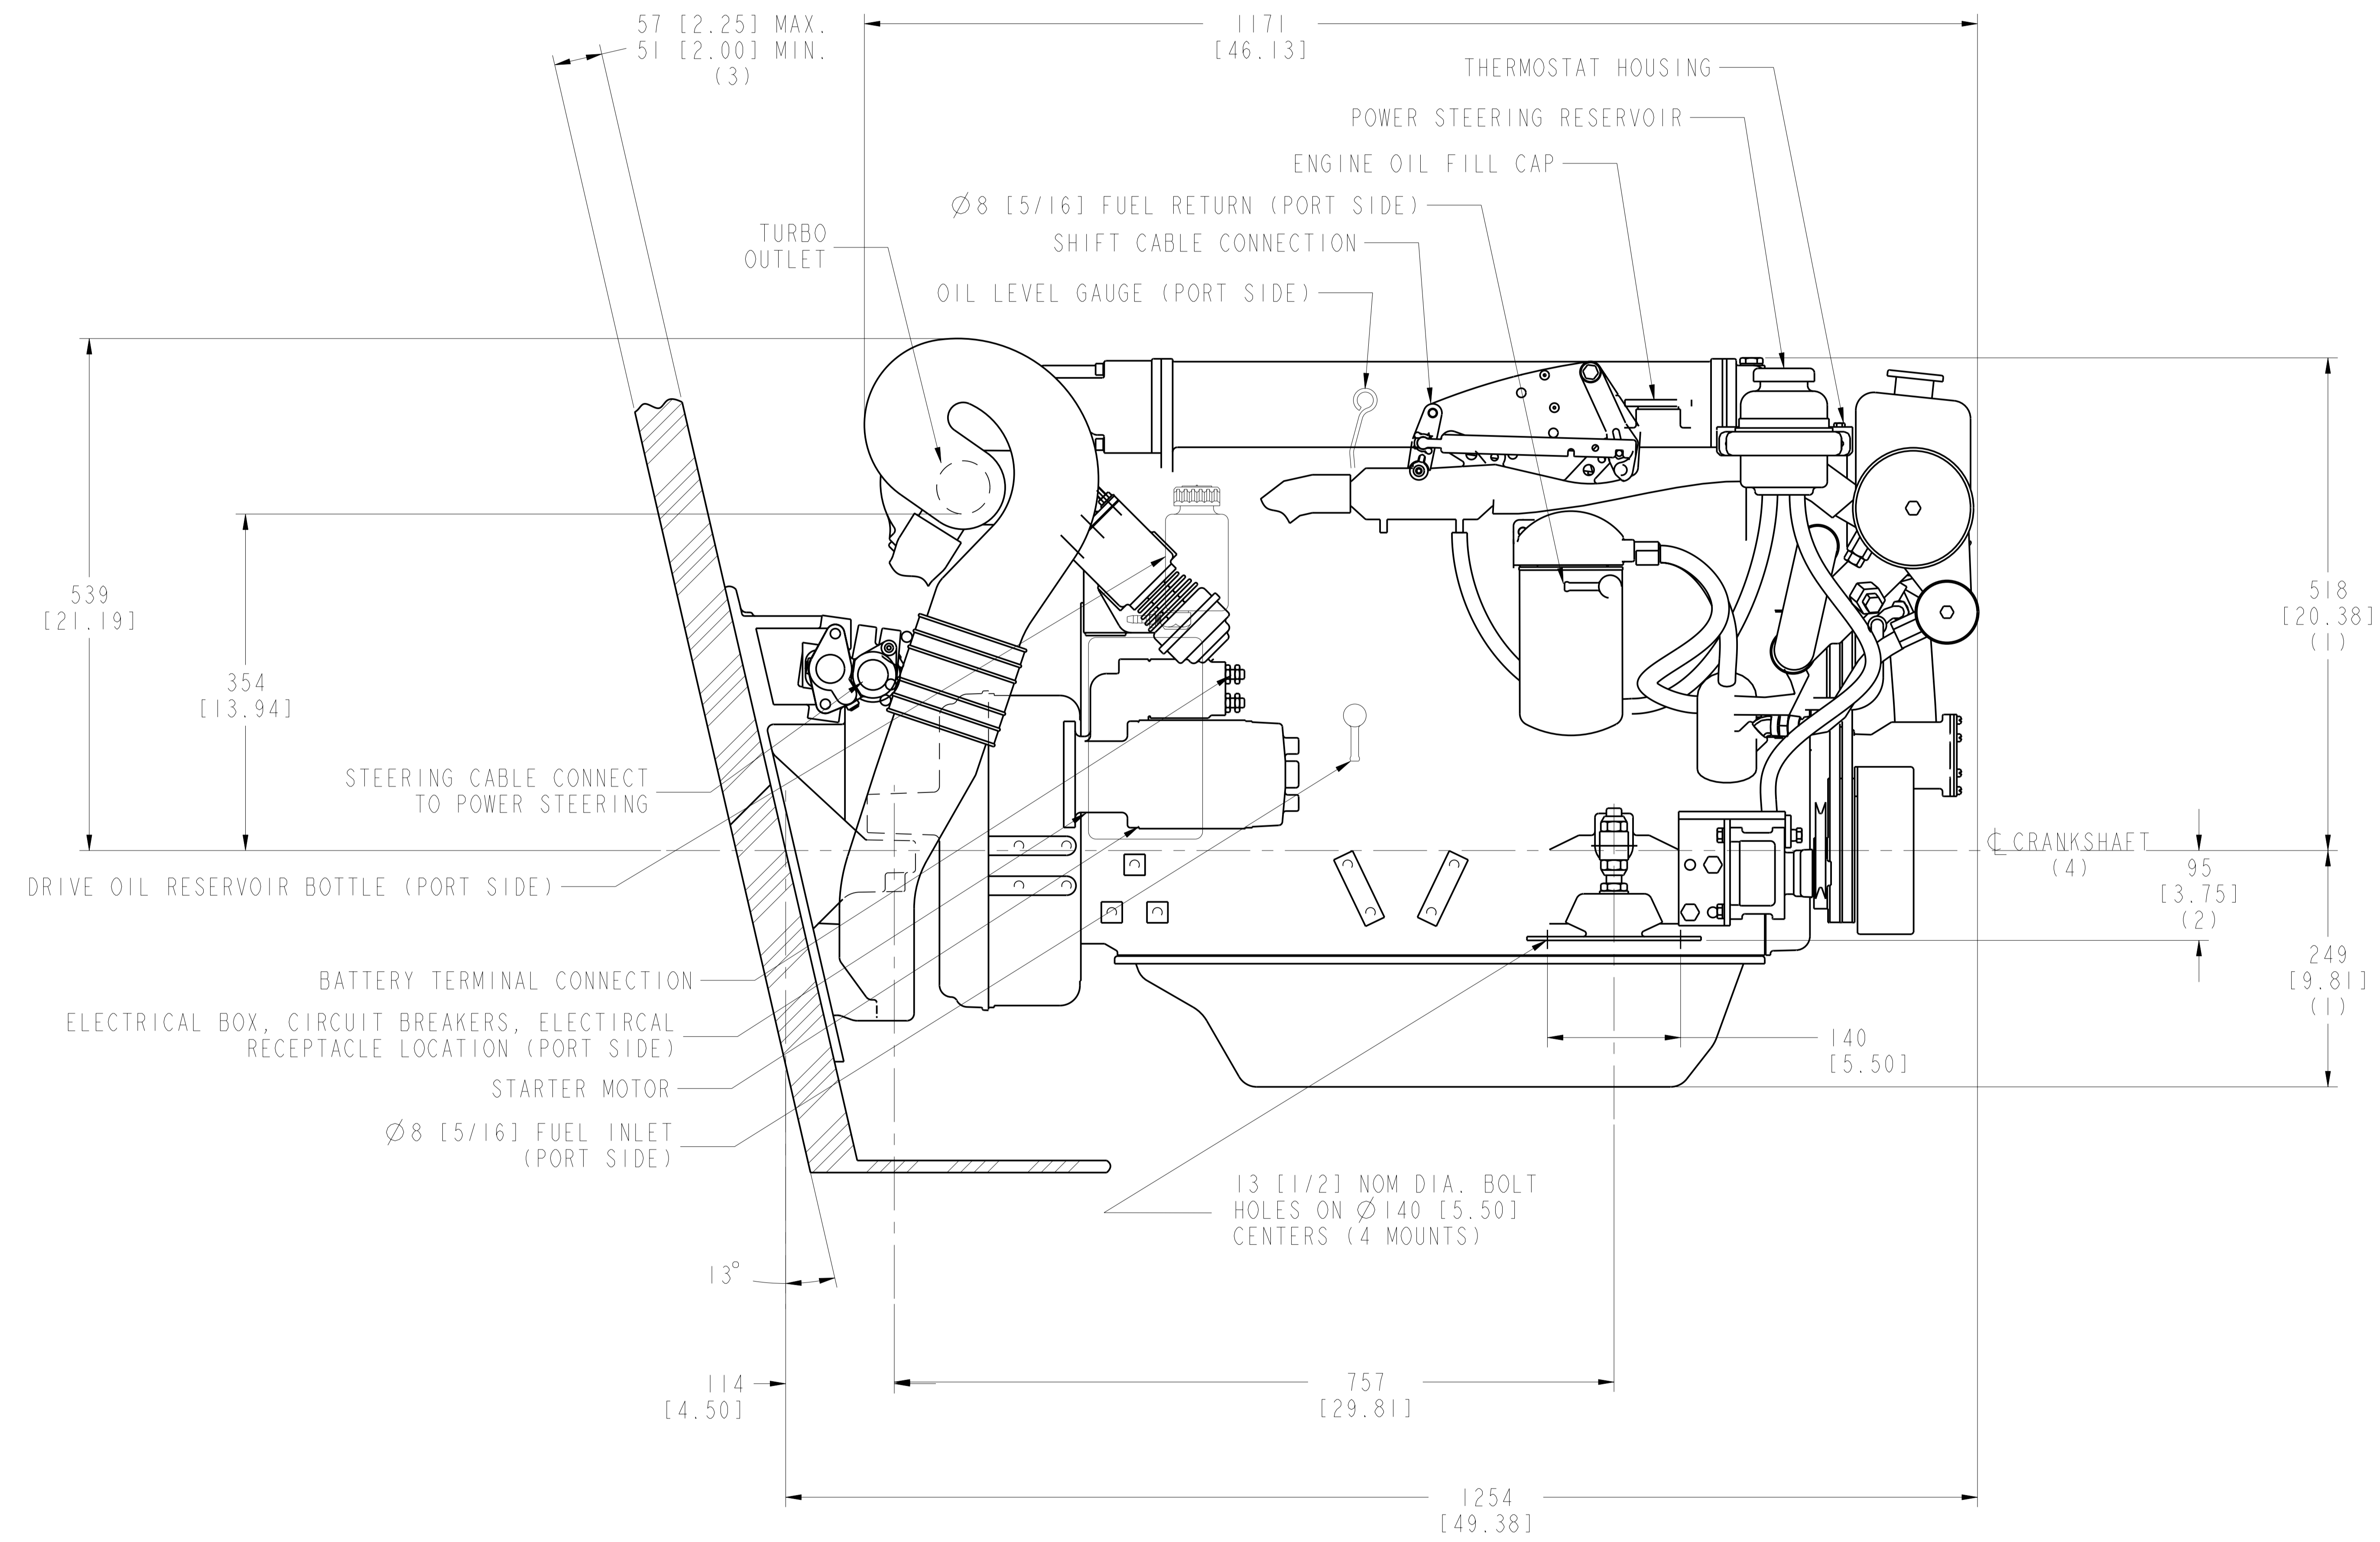 57 [2.25] MAX.
51 [2.00] MIN.
(3)
1171
[46.13]
THERMOSTAT HOUSING
POWER STEERING RESERVOIR
ENGINE OIL FILL CAP
Ø8 [5/16] FUEL RETURN (PORT SIDE)
SHIFT CABLE CONNECTION
OIL LEVEL GAUGE (PORT SIDE)
TURBO
OUTLET
539
[21.19]
354
[13.94]
518
[20.38]
(1)
STEERING CABLE CONNECT
TO POWER STEERING
DRIVE OIL RESERVOIR BOTTLE (PORT SIDE)
℄ CRANKSHAFT
(4)
95
[3.75]
(2)
249
[9.81]
(1)
BATTERY TERMINAL CONNECTION
ELECTRICAL BOX, CIRCUIT BREAKERS, ELECTIRCAL
RECEPTACLE LOCATION (PORT SIDE)
STARTER MOTOR
Ø8 [5/16] FUEL INLET
(PORT SIDE)
140
[5.50]
13 [1/2] NOM DIA. BOLT
HOLES ON Ø140 [5.50]
CENTERS (4 MOUNTS)
13°
114
[4.50]
757
[29.81]
1254
[49.38]